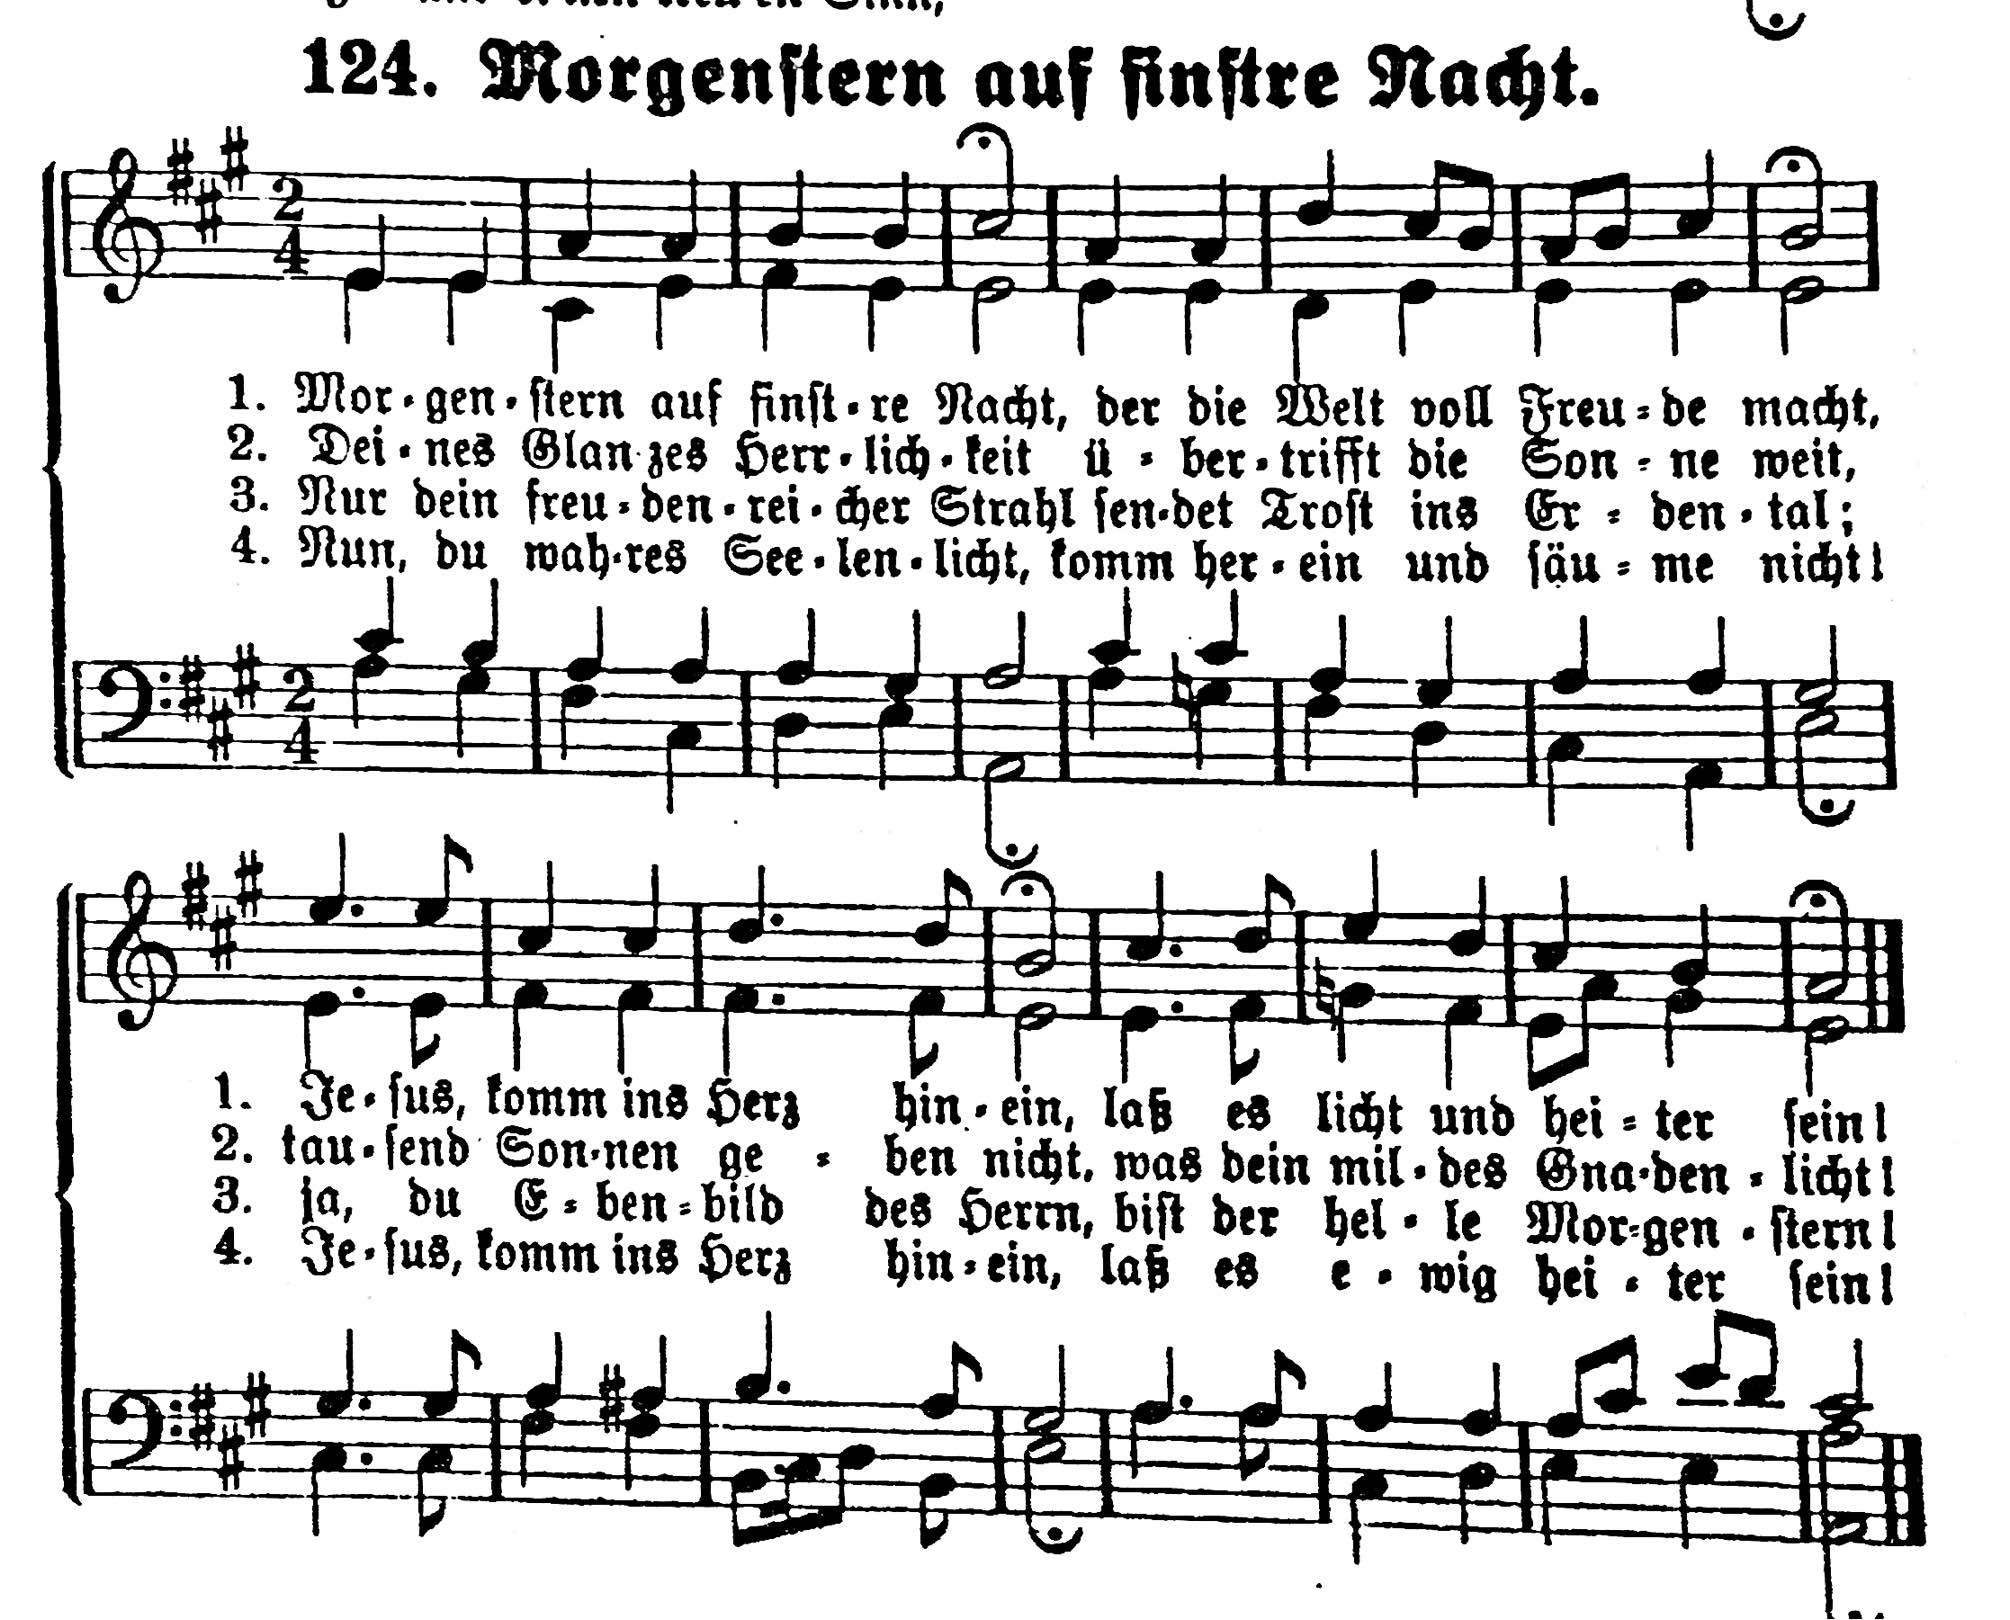 124. Morgenſtern auf finſtre Nacht.
1. Mor-gen-ſtern auf finſt-re Nacht, der die Welt voll Freu-de macht,
2. Dei-nes Glan-zes Herr-lich-keit ü-ber-trifft die Son-ne weit,
3. Nur dein freu-den-rei-cher Strahl ſen-det Troſt ins Er-den-tal;
4. Nun, du wah-res See-len-licht, komm her-ein und ſäu-me nicht!
1. Je-ſus, komm ins Herz hin-ein, laß es licht und hei-ter ſein!
2. tau-ſend Son-nen ge-ben nicht, was dein mil-des Gna-den-licht!
3. ja, du E-ben-bild des Herrn, biſt der hel-le Mor-gen-ſtern!
4. Je-ſus, komm ins Herz hin-ein, laß es e-wig hei-ter ſein!